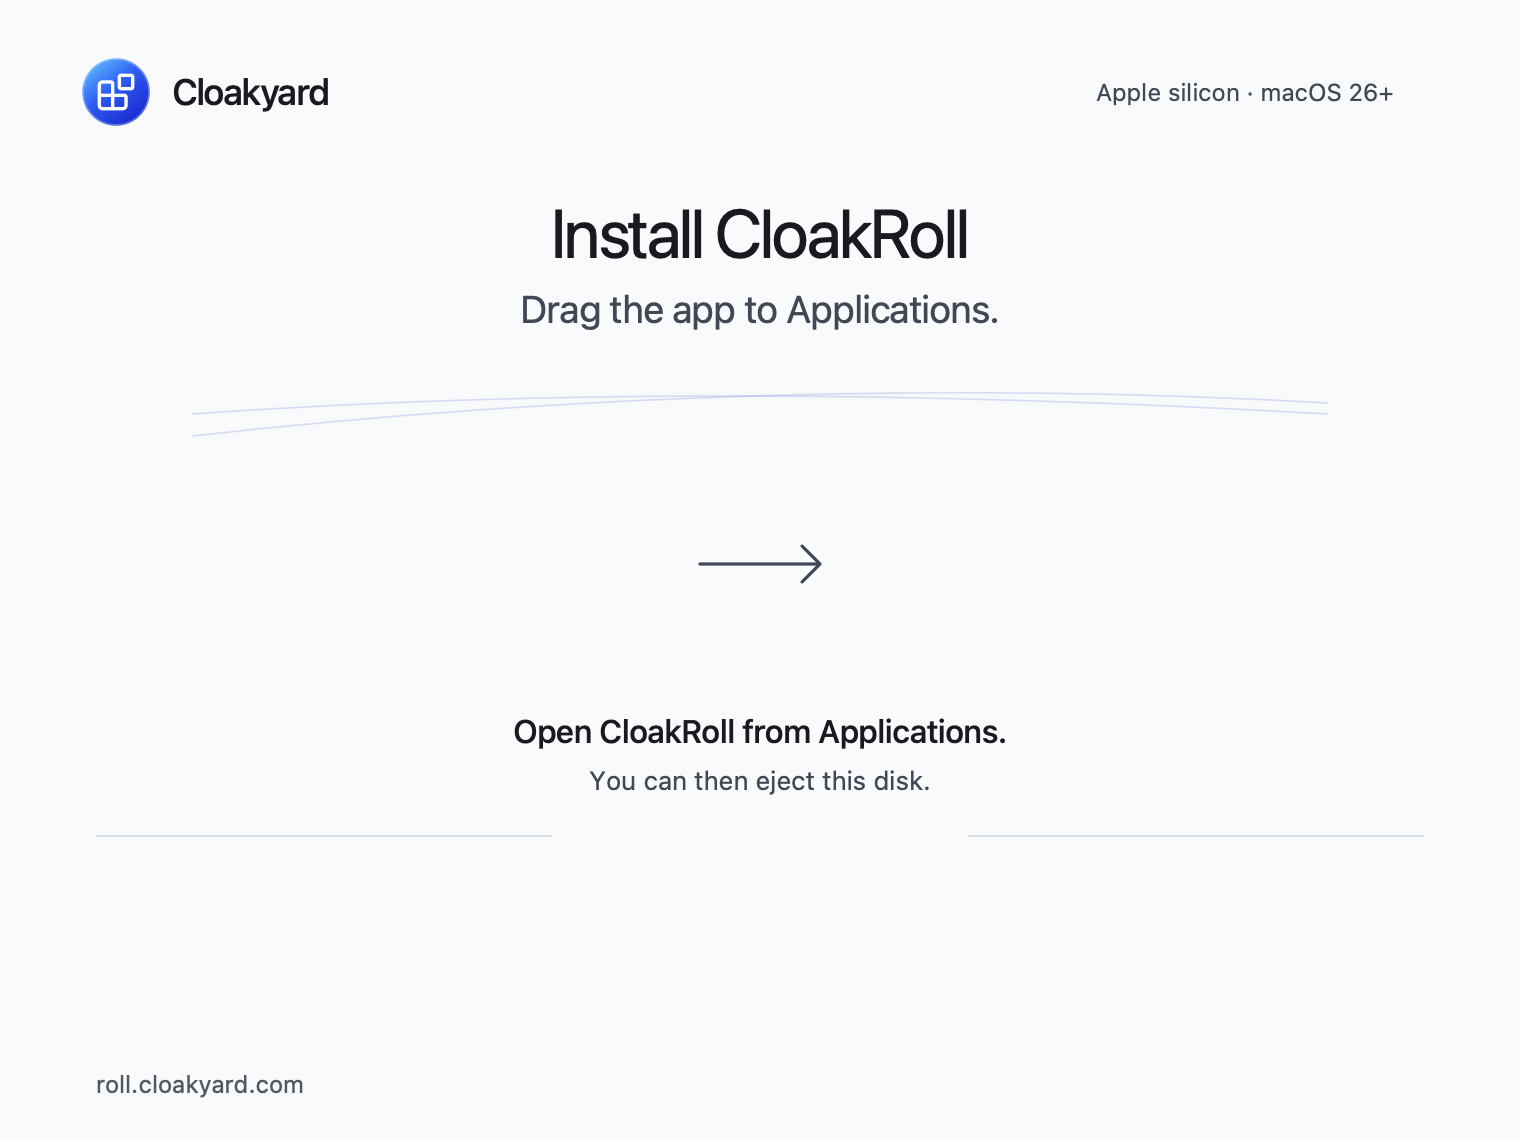 Cloakyard
Apple silicon · macOS 26+
Install CloakRoll
Drag the app to Applications.
Open CloakRoll from Applications.
You can then eject this disk.
roll.cloakyard.com